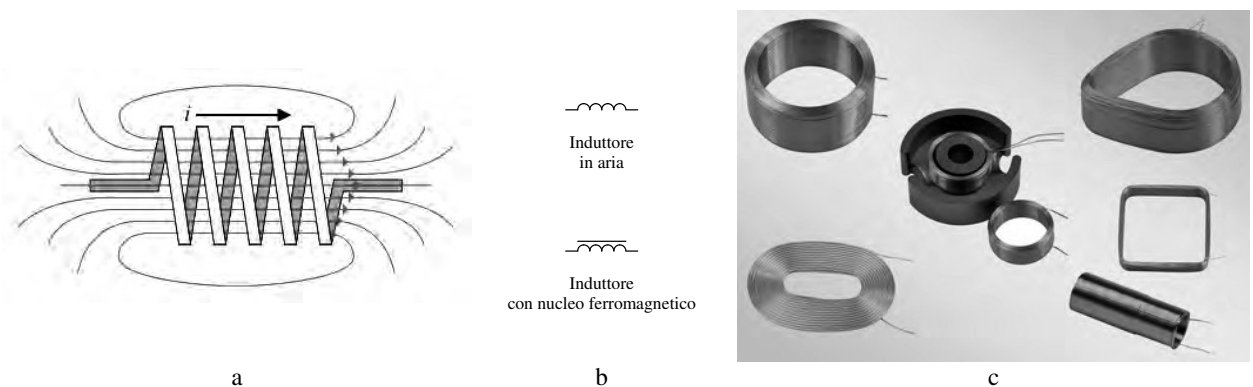 i
Induttore
in aria
Induttore
con nucleo ferromagnetico
a
b
c